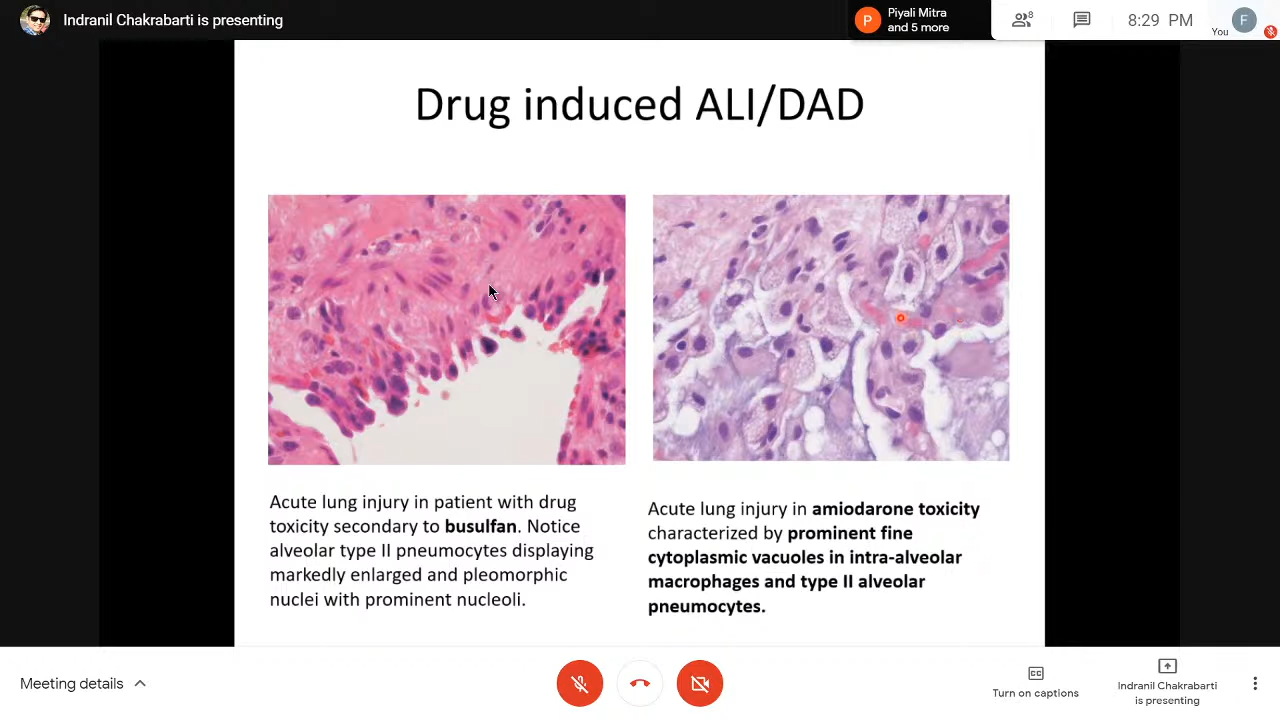 Indranil Chakrabarti is presenting
P
Piyali Mitra
and 5 more
8
8:29 PM
You
F
Drug induced ALI/DAD
Acute lung injury in patient with drug
toxicity secondary to busulfan. Notice
alveolar type II pneumocytes displaying
markedly enlarged and pleomorphic
nuclei with prominent nucleoli.
Acute lung injury in amiodarone toxicity
characterized by prominent fine
cytoplasmic vacuoles in intra-alveolar
macrophages and type II alveolar
pneumocytes.
Meeting details
CC
Turn on captions
Indranil Chakrabarti
is presenting